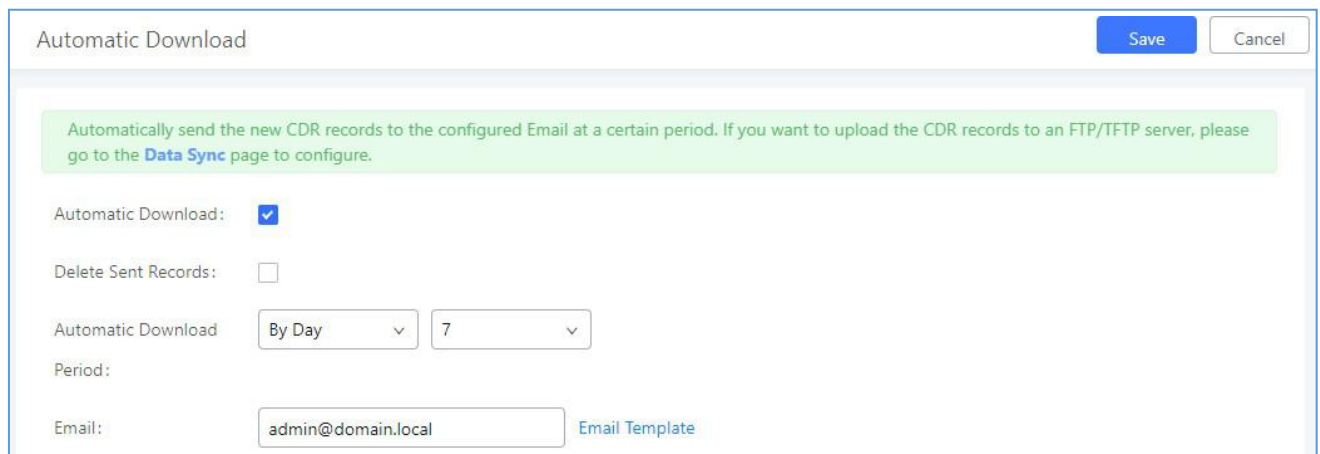 Automatic Download
Save
Cancel
Automatically send the new CDR records to the configured Email at a certain period. If you want to upload the CDR records to an FTP/TFTP server, please
go to the Data Sync page to configure.
Automatic Download:
Delete Sent Records:
Automatic Download
Period:
By Day
7
Email:
admin@domain.local
Email Template